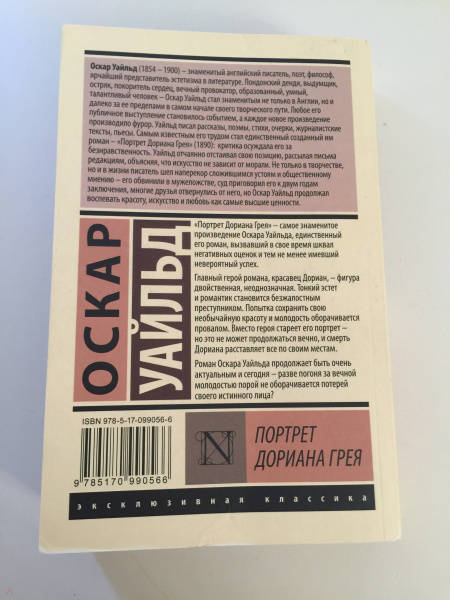 Оскар Уайльд (1854 – 1900) – знаменитый английский писатель, поэт, философ,
ярчайший представитель эстетизма в литературе. Лондонский денди, выдумщик,
остряк, покоритель сердец, вечный провокатор, образованный, умный,
талантливый человек – Оскар Уайльд стал знаменитым не только в Англии, но и
далеко за ее пределами в самом начале своего творческого пути. Любое его
публичное выступление становилось событием, а каждое новое произведение
производило фурор. Уайльд писал рассказы, поэмы, стихи, очерки, журналистские
тексты, пьесы. Самым известным его трудом стал единственный созданный им
роман – «Портрет Дориана Грея» (1890): критика осуждала его за
безнравственность. Уайльд отчаянно отстаивал свою позицию, рассылая письма
редакциям, объясняя, что искусство не зависит от морали. Не только в творчестве,
но и в жизни писатель шел наперекор сложившимся устоям и общественному
мнению – его обвинили в мужеложстве, суд приговорил его к двум годам
заключения, многие друзья отвернулись от него, но Оскар Уайльд продолжал
воспевать красоту, искусство и любовь как самые высшие ценности.
ОСКАР
УАЙЛЬД
«Портрет Дориана Грея» – самое знаменитое
произведение Оскара Уайльда, единственный
его роман, вызвавший в свое время шквал
негативных оценок и тем не менее имевший
невероятный успех.
Главный герой романа, красавец Дориан, – фигура
двойственная, неоднозначная. Тонкий эстет
и романтик становится безжалостным
преступником. Попытка сохранить свою
необычайную красоту и молодость оборачивается
провалом. Вместо героя стареет его портрет –
но это не может продолжаться вечно, и смерть
Дориана расставляет все по своим местам.
Роман Оскара Уайльда продолжает быть очень
актуальным и сегодня – разве погоня за вечной
молодостью порой не оборачивается потерей
своего истинного лица?
ISBN 978-5-17-099056-6
9 785170 990566
N
ПОРТРЕТ
ДОРИАНА ГРЕЯ
эксклюзивная классика